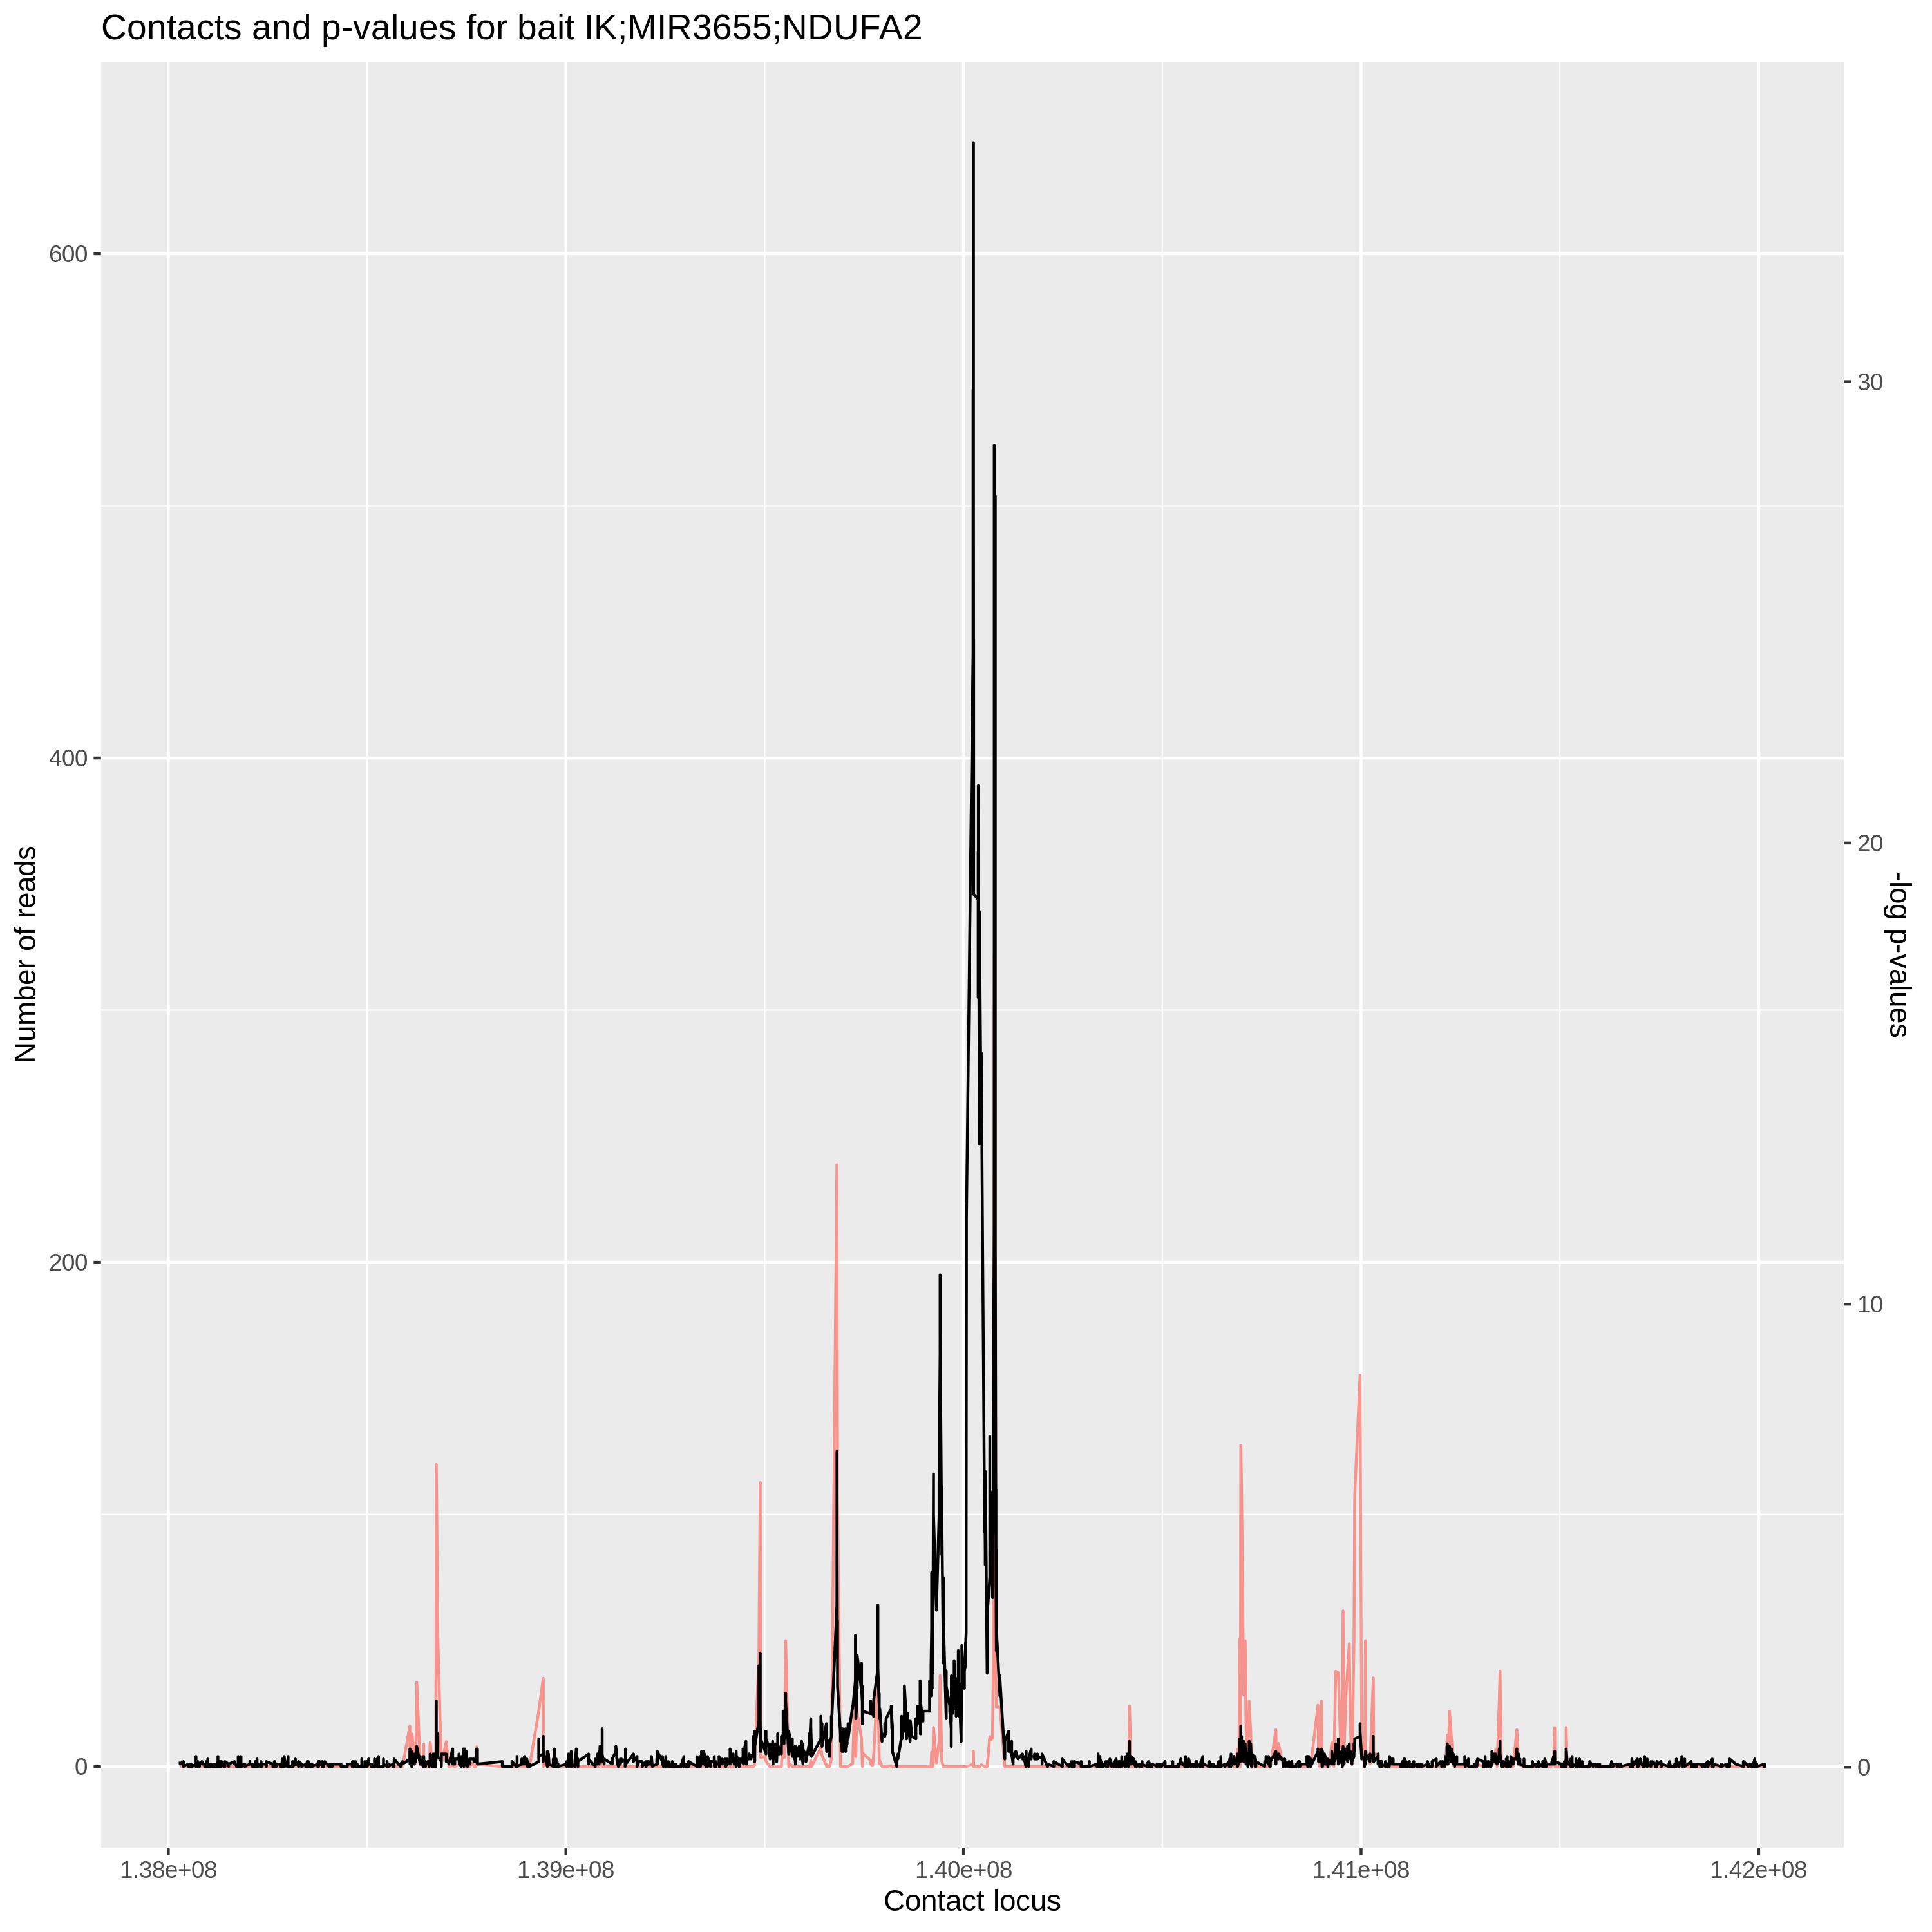 Contacts and p-values for bait IK;MIR3655;NDUFA2
600
400
200
0
Number of reads
30
20
10
0
-log p-values
1.38e+08
1.39e+08
1.40e+08
1.41e+08
1.42e+08
Contact locus